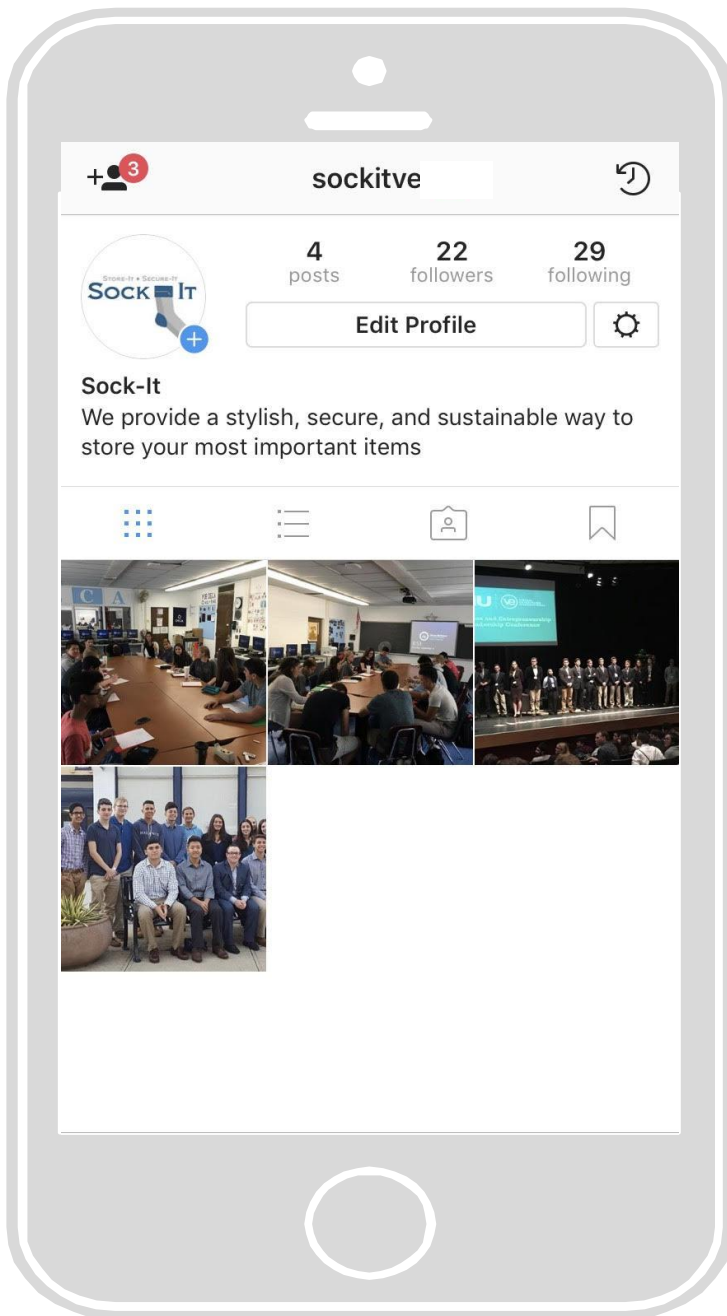 3
sockitve
4 22 29
posts followers following
STORE-IT • SECURE-IT
SOCK IT
Edit Profile
Sock-It
We provide a stylish, secure, and sustainable way to
store your most important items
C A
U VB